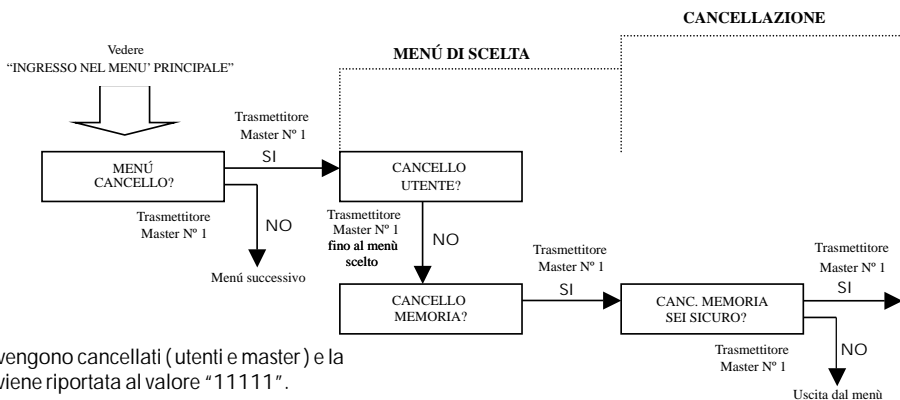 CANCELLAZIONE
MENÚ DI SCELTA
Vedere
“INGRESSO NEL MENU’ PRINCIPALE”
Trasmettitore
Master Nº 1
SI
MENÚ
CANCELLO?
Trasmettitore
Master Nº 1
NO
Menú successivo
CANCELLO
UTENTE?
Trasmettitore
Master Nº 1
fino al menù
scelto
NO
CANCELLO
MEMORIA?
Trasmettitore
Master Nº 1
SI
CANC. MEMORIA
SEI SICURO?
Trasmettitore
Master Nº 1
SI
Trasmettitore
Master Nº 1
NO
Uscita dal menù
vengono cancellati ( utenti e master ) e la
viene riportata al valore “11111”.